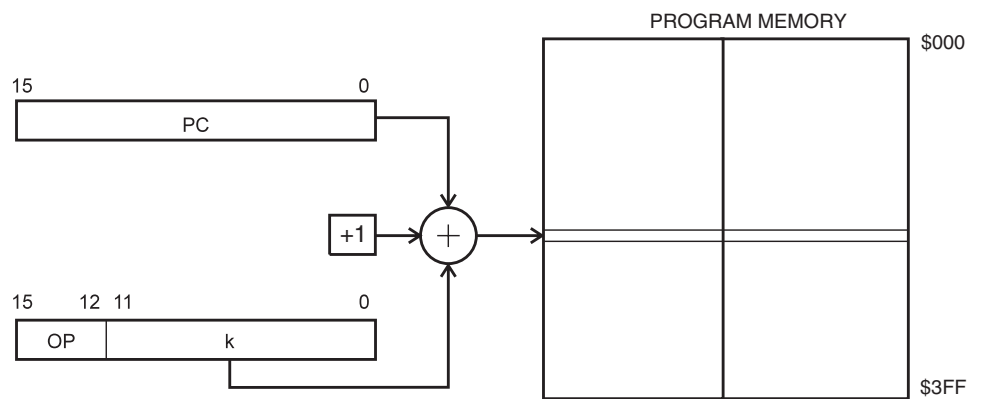 PROGRAM MEMORY
$000
15 0
PC
+1
15 12 11 0
OP k
$3FF